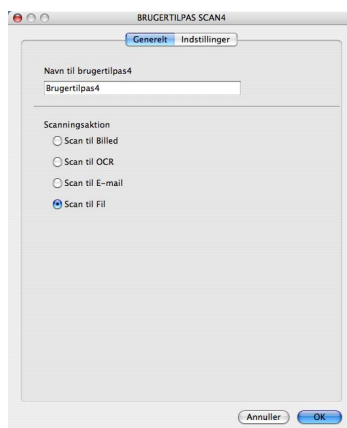 BRUGERTILPAS SCAN4
Generelt Indstillinger
Navn til brugertilpas4
Brugertilpas4
Scanningsaktion
Scan til Billed
Scan til OCR
Scan til E-mail
Scan til Fil
Annuller OK